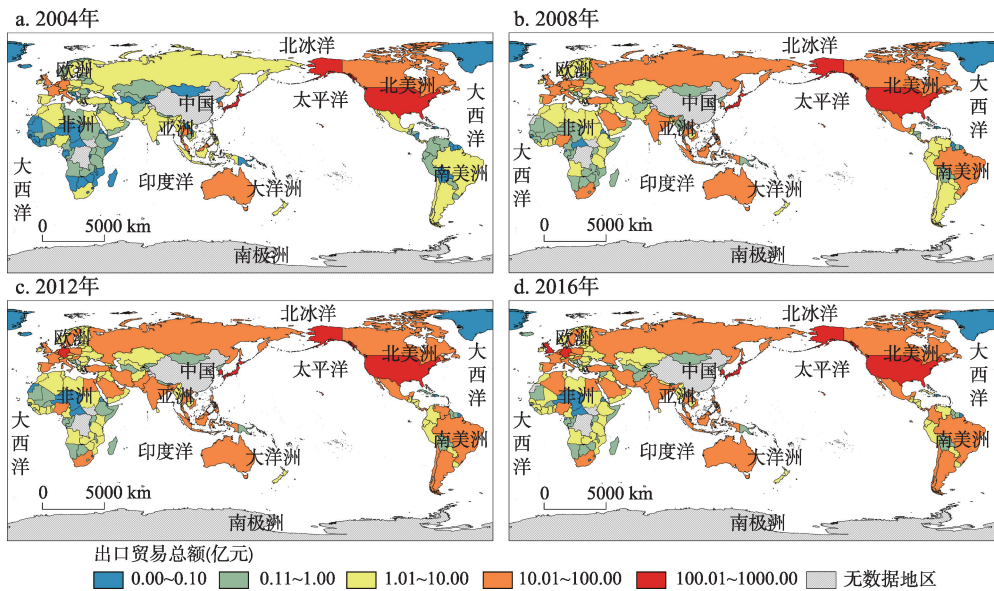 a. 2004年
北冰洋
欧洲
北美洲
大西洋
中国
太平洋
非洲
亚洲
大西洋
印度洋
大洋洲
南美洲
0 5000 km
南极洲
b. 2008年
北冰洋
欧洲
北美洲
大西洋
中国
太平洋
非洲
亚洲
大西洋
印度洋
大洋洲
南美洲
0 5000 km
南极洲
c. 2012年
北冰洋
欧洲
北美洲
大西洋
中国
太平洋
非洲
亚洲
大西洋
印度洋
大洋洲
南美洲
0 5000 km
南极洲
d. 2016年
北冰洋
欧洲
北美洲
大西洋
中国
太平洋
非洲
亚洲
大西洋
印度洋
大洋洲
南美洲
0 5000 km
南极洲
出口贸易总额(亿元)
0.00~0.10 0.11~1.00 1.01~10.00 10.01~100.00 100.01~1000.00 无数据地区